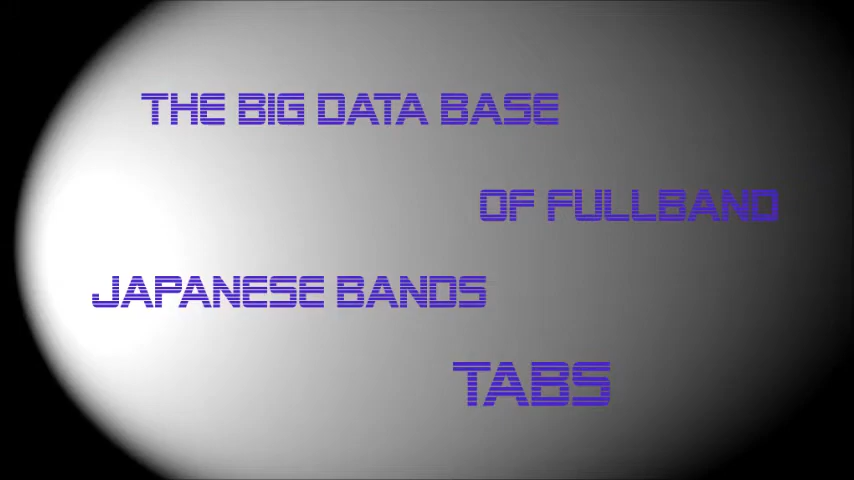 THE BIG DATA BASE
OF FULLBAND
JAPANESE BANDS
TABS